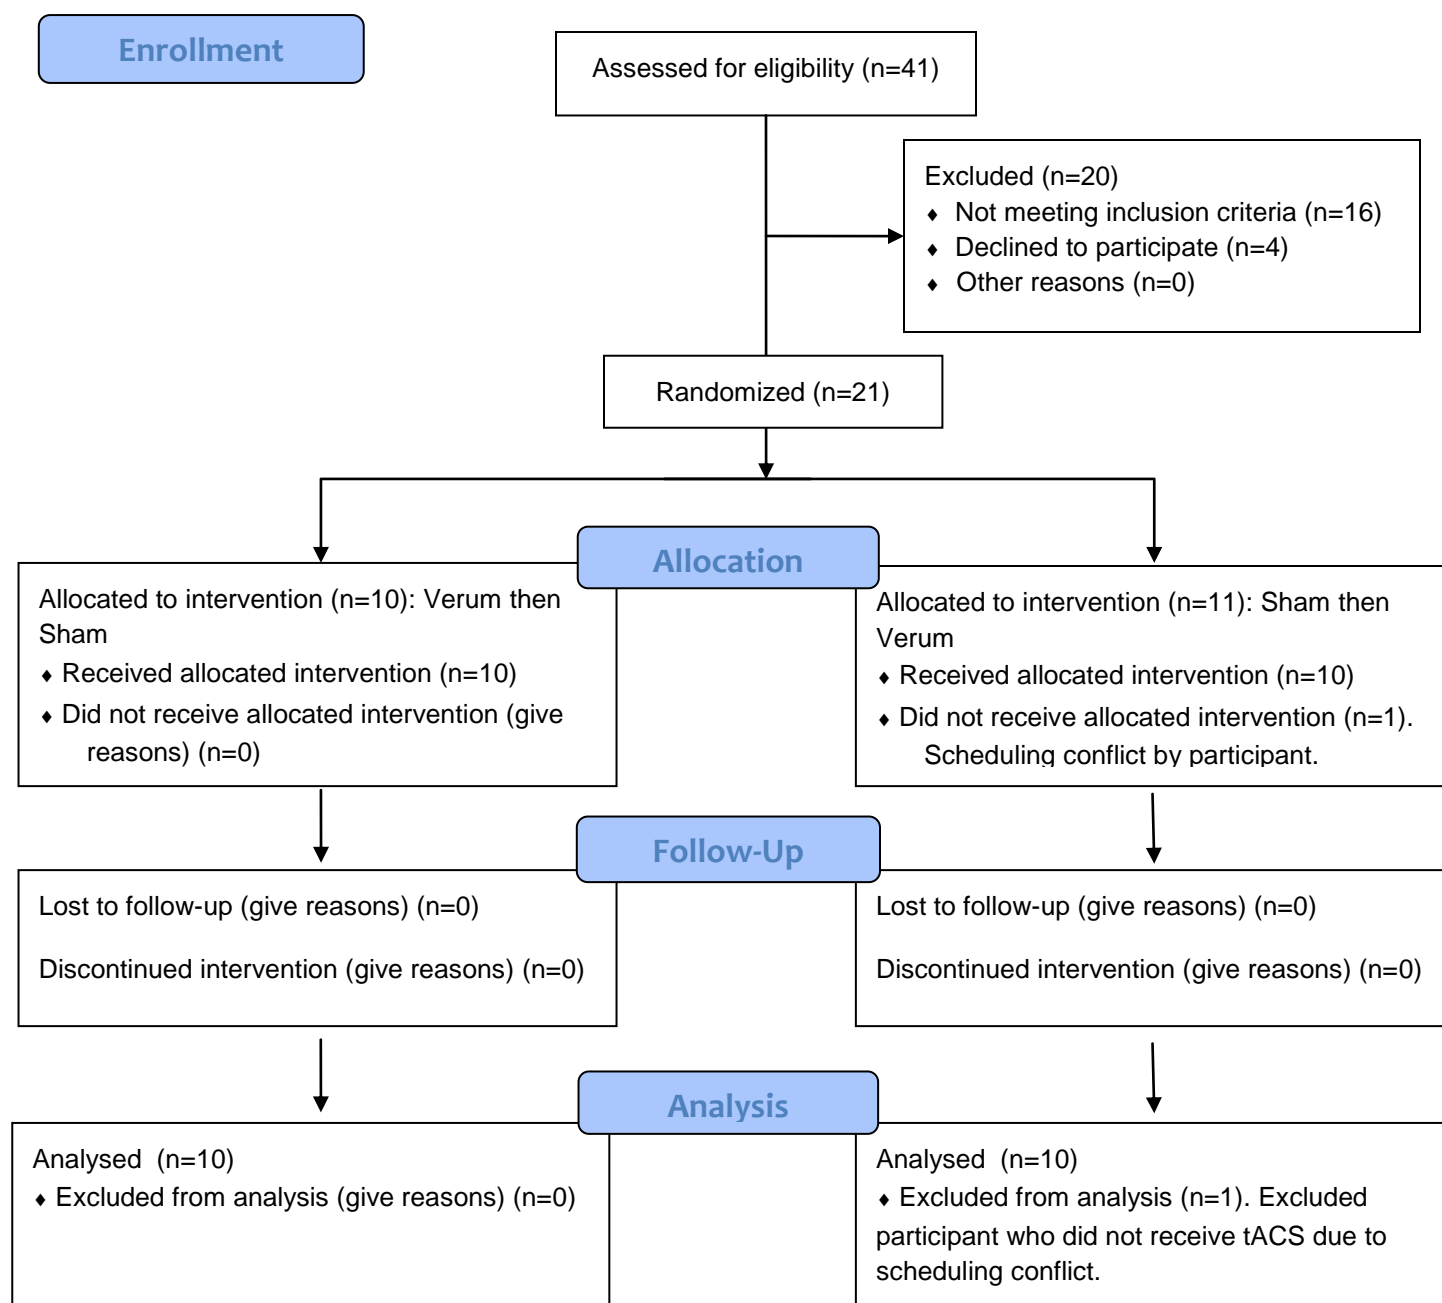 Enrollment
Assessed for eligibility (n=41)
Excluded (n=20)
♦ Not meeting inclusion criteria (n=16)
♦ Declined to participate (n=4)
♦ Other reasons (n=0)
Randomized (n=21)
Allocation
Allocated to intervention (n=10): Verum then
Sham
♦ Received allocated intervention (n=10)
♦ Did not receive allocated intervention (give
reasons) (n=0)
Allocated to intervention (n=11): Sham then
Verum
♦ Received allocated intervention (n=10)
♦ Did not receive allocated intervention (n=1).
Scheduling conflict by participant.
Follow-Up
Lost to follow-up (give reasons) (n=0)
Discontinued intervention (give reasons) (n=0)
Lost to follow-up (give reasons) (n=0)
Discontinued intervention (give reasons) (n=0)
Analysis
Analysed (n=10)
♦ Excluded from analysis (give reasons) (n=0)
Analysed (n=10)
♦ Excluded from analysis (n=1). Excluded
participant who did not receive tACS due to
scheduling conflict.